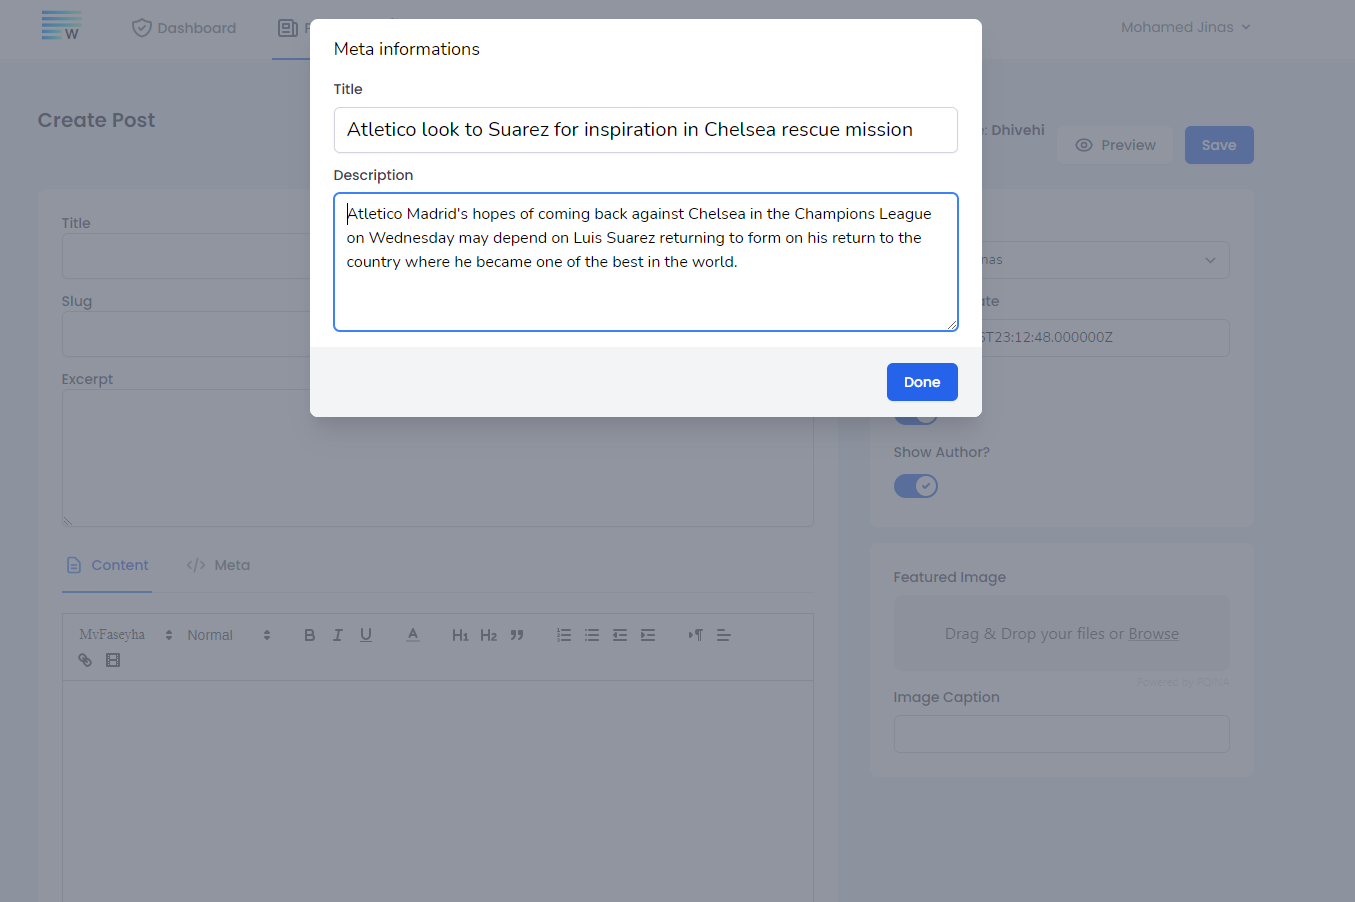 W
Dashboard
Mohamed Jinas
Meta informations
Title
Atletico look to Suarez for inspiration in Chelsea rescue mission
Description
Atletico Madrid's hopes of coming back against Chelsea in the Champions League
on Wednesday may depend on Luis Suarez returning to form on his return to the
country where he became one of the best in the world.
Done
Create Post
: Dhivehi
Preview
Save
Title
Slug
Excerpt
Content
Meta
MvFaseyha
Normal
B I U A H1 H2
T23:12:48.000000Z
Show Author?
Featured Image
Drag & Drop your files or Browse
Powered by PQINA
Image Caption